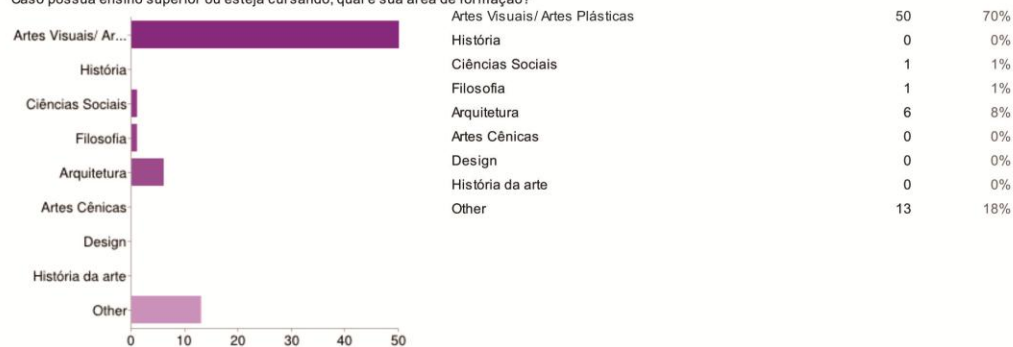 Caso possua ensino superior ou esteja cursando, qual é sua área de formação?
Artes Visuais/ Ar...
História
Ciências Sociais
Filosofia
Arquitetura
Artes Cênicas
Design
História da arte
Other
0 10 20 30 40 50
Artes Visuais/ Artes Plásticas 50 70%
História 0 0%
Ciências Sociais 1 1%
Filosofia 1 1%
Arquitetura 6 8%
Artes Cênicas 0 0%
Design 0 0%
História da arte 0 0%
Other 13 18%